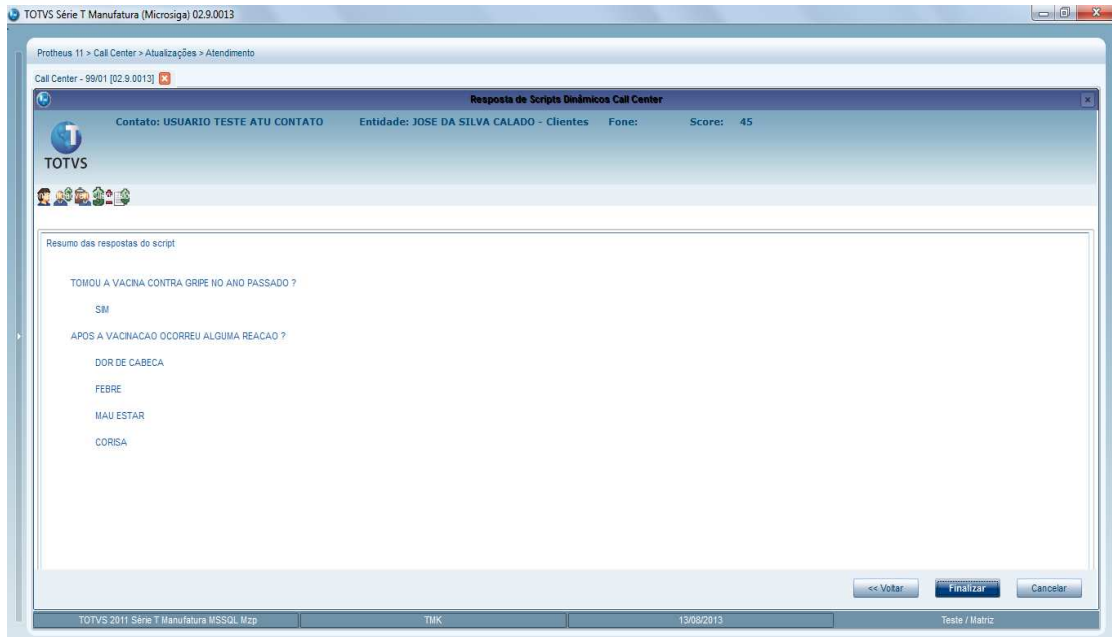 TOTVS Série T Manufatura (Microsiga) 02.9.0013
Protheus 11 > Call Center > Atualizações > Atendimento
Call Center - 99/01 [02.9.0013]
Resposta de Scripts Dinâmicos Call Center
Contato: USUARIO TESTE ATU CONTATO Entidade: JOSE DA SILVA CALADO - Clientes Fone: Score: 45
TOTVS
Resumo das respostas do script
TOMOU A VACINA CONTRA GRIPE NO ANO PASSADO ?
SIM
APOS A VACINACAO OCORREU ALGUMA REACAO ?
DOR DE CABECA
FEBRE
MAU ESTAR
CORISA
<< Voltar Finalizar Cancelar
TOTVS 2011 Série T Manufatura MSSQL Mzp TMK 13/08/2013 Teste / Matriz